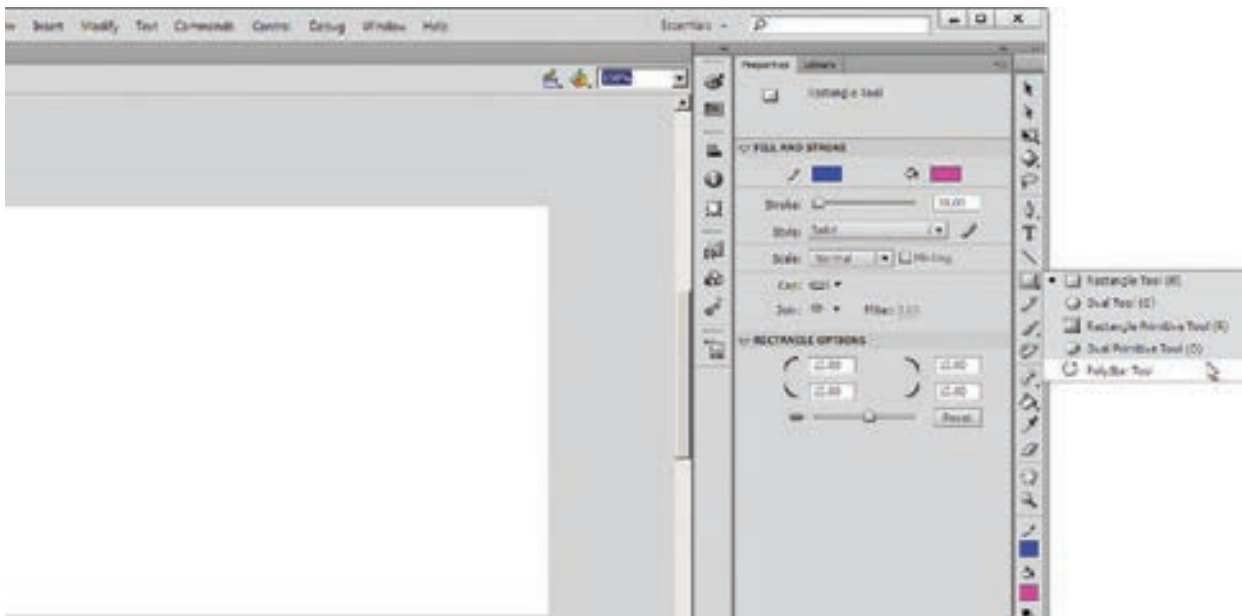 Insert Modify Text Commands Control Debug Window Help
Essentials
Properties Library
Rectangle Tool
FILL AND STROKE
Stroke:
Style: Solid
Scale: Normal Hinting
Cap:
Join: Miter:
RECTANGLE OPTIONS
Reset
T
Rectangle Tool (R)
Oval Tool (O)
Rectangle Primitive Tool (R)
Oval Primitive Tool (O)
PolyStar Tool